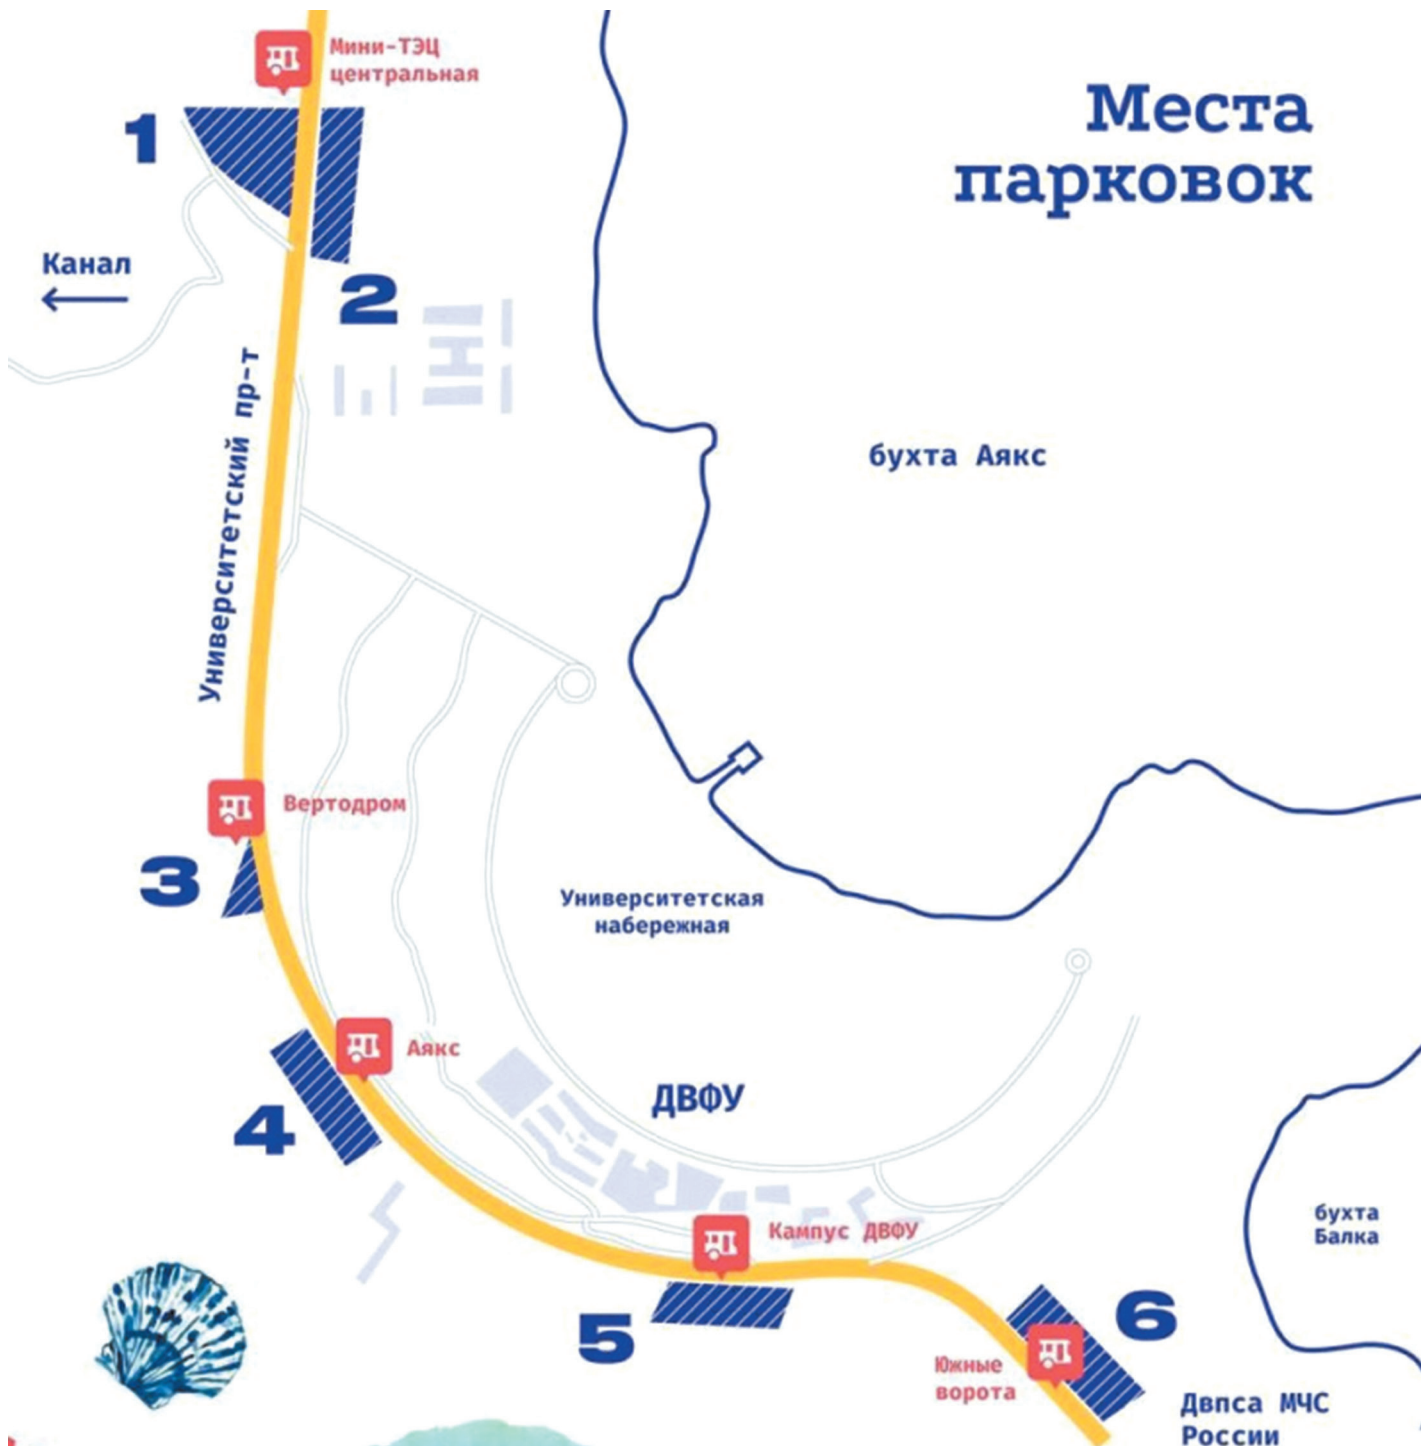 Мини-ТЭЦ
центральная
Места
парковок
1
Канал
2
Университетский пр-т
бухта Аякс
Вертодром
3
Университетская
набережная
Аякс
ДВФУ
4
Кампус ДВФУ
бухта
Балка
5
6
Южные
ворота
Двпса МЧС
России